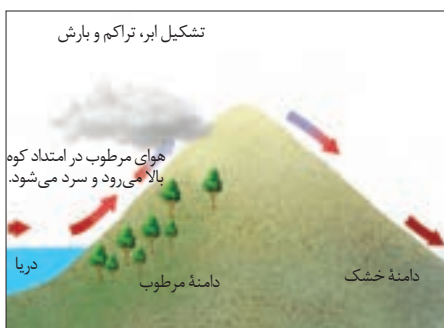 تشکیل ابر، تراکم و بارش
هوای مرطوب در امتداد کوه
بالا می‌رود و سرد می‌شود.
دریا
دامنهٔ مرطوب
دامنهٔ خشک